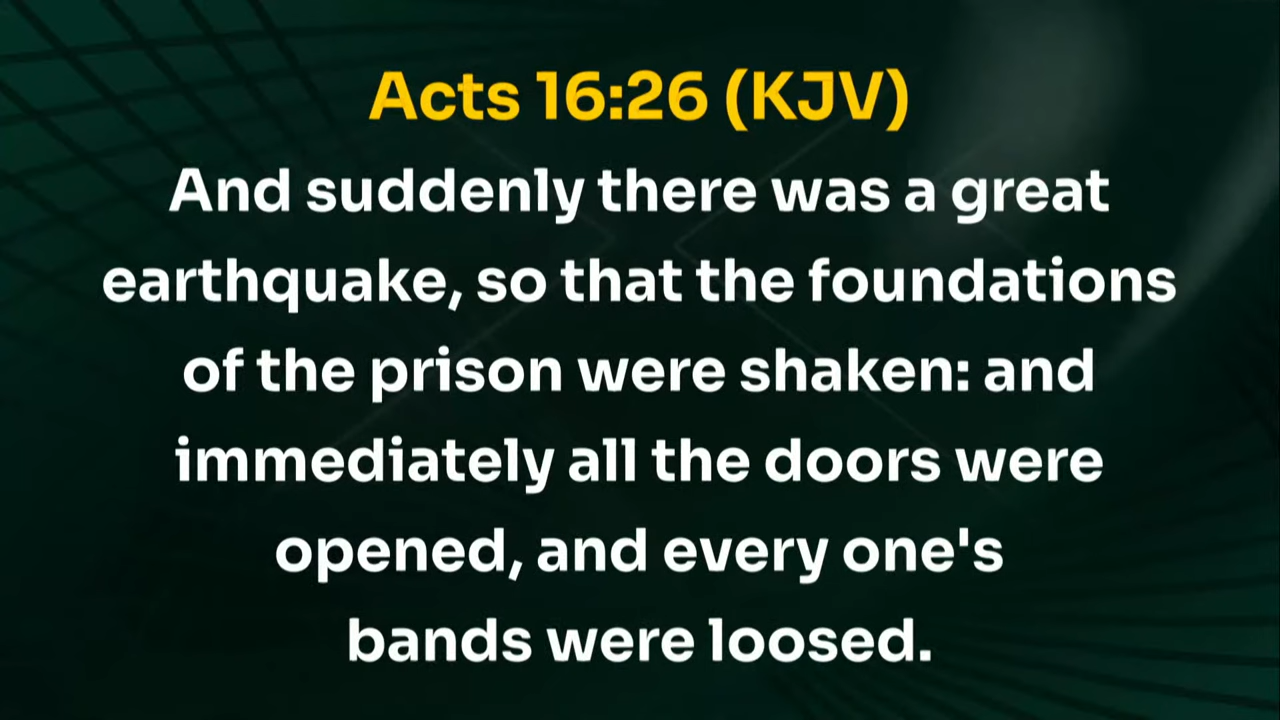 Acts 16:26 (KJV)
And suddenly there was a great
earthquake, so that the foundations
of the prison were shaken: and
immediately all the doors were
opened, and every one's
bands were loosed.